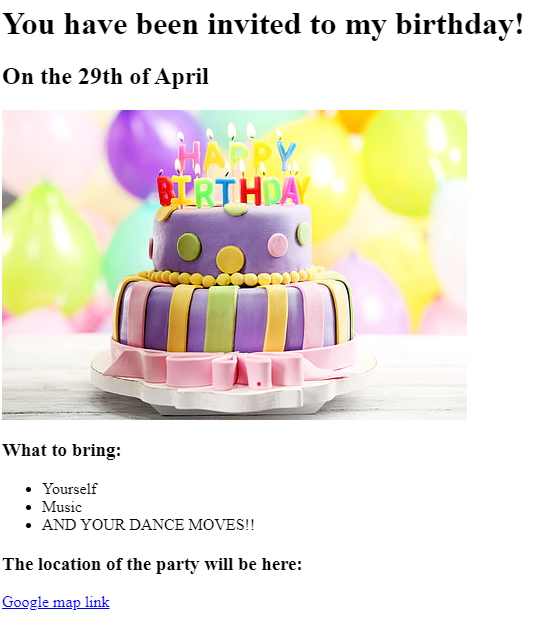 You have been invited to my birthday!
On the 29th of April
HAPPY
BIRTHDAY
What to bring:
Yourself
Music
AND YOUR DANCE MOVES!!
The location of the party will be here:
Google map link